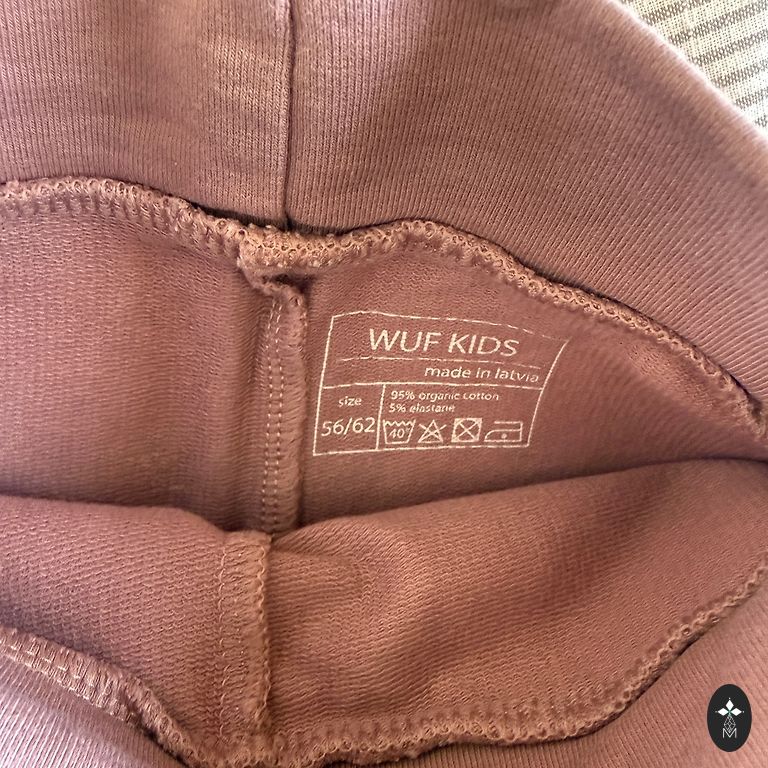 WUF KIDS
made in latvia
size
56/62
95% organic cotton
5% elastane
40°
M